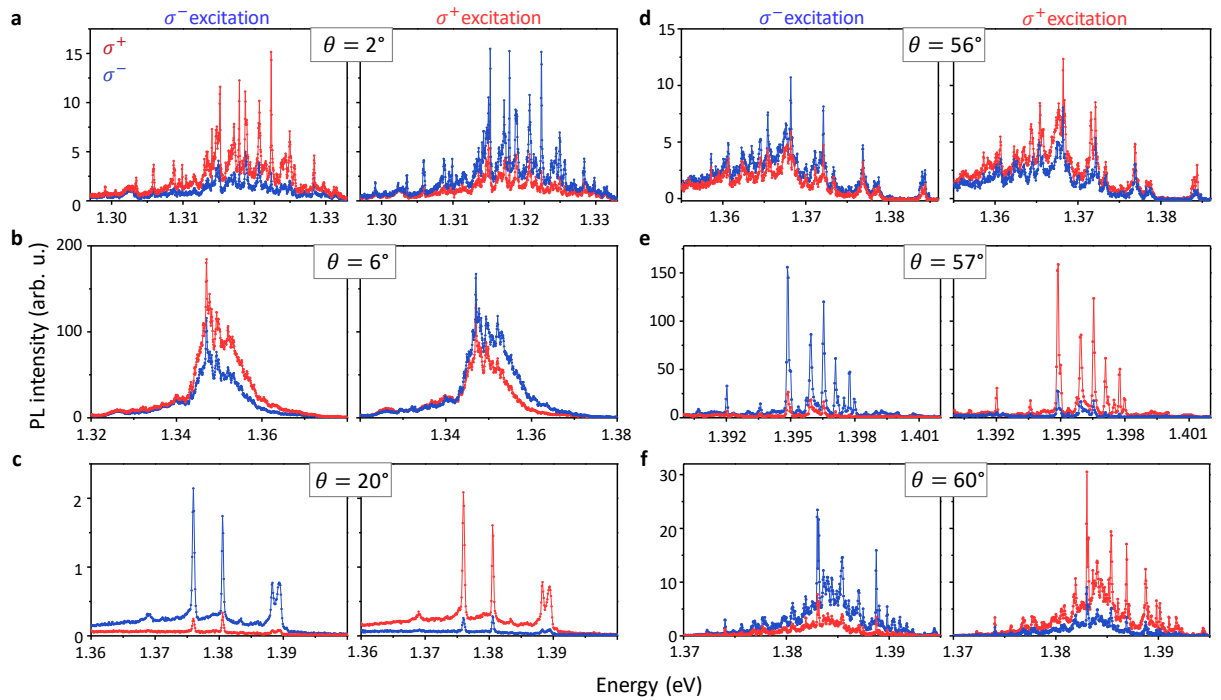 σ⁻ excitation
σ⁺ excitation
σ⁻ excitation
σ⁺ excitation
a
σ⁺
σ⁻
θ = 2°
15
10
5
0
1.30 1.31 1.32 1.33
1.30 1.31 1.32 1.33
b
θ = 6°
200
100
0
1.32 1.34 1.36
1.34 1.36 1.38
c
θ = 20°
2
1
0
1.36 1.37 1.38 1.39
1.36 1.37 1.38 1.39
d
θ = 56°
15
10
5
0
1.36 1.37 1.38
1.36 1.37 1.38
e
θ = 57°
150
100
50
0
1.392 1.395 1.398 1.401
1.392 1.395 1.398 1.401
f
θ = 60°
30
20
10
0
1.37 1.38 1.39
1.37 1.38 1.39
PL intensity (arb. u.)
Energy (eV)